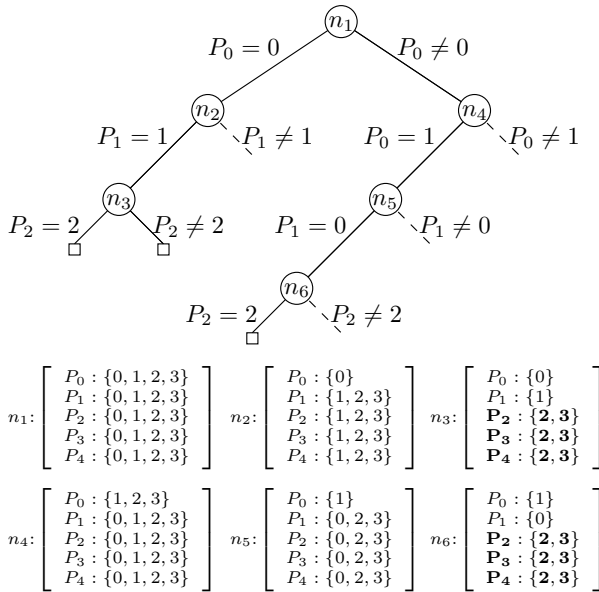 n₁
P₀ = 0 P₀ ≠ 0
n₂ n₄
P₁ = 1 P₁ ≠ 1 P₀ = 1 P₀ ≠ 1
n₃ n₅
P₂ = 2 P₂ ≠ 2 P₁ = 0 P₁ ≠ 0
n₆
P₂ = 2 P₂ ≠ 2
n₁:
P₀ : {0, 1, 2, 3}
P₁ : {0, 1, 2, 3}
P₂ : {0, 1, 2, 3}
P₃ : {0, 1, 2, 3}
P₄ : {0, 1, 2, 3}
n₂:
P₀ : {0}
P₁ : {1, 2, 3}
P₂ : {1, 2, 3}
P₃ : {1, 2, 3}
P₄ : {1, 2, 3}
n₃:
P₀ : {0}
P₁ : {1}
P₂ : {2, 3}
P₃ : {2, 3}
P₄ : {2, 3}
n₄:
P₀ : {1, 2, 3}
P₁ : {0, 1, 2, 3}
P₂ : {0, 1, 2, 3}
P₃ : {0, 1, 2, 3}
P₄ : {0, 1, 2, 3}
n₅:
P₀ : {1}
P₁ : {0, 2, 3}
P₂ : {0, 2, 3}
P₃ : {0, 2, 3}
P₄ : {0, 2, 3}
n₆:
P₀ : {1}
P₁ : {0}
P₂ : {2, 3}
P₃ : {2, 3}
P₄ : {2, 3}